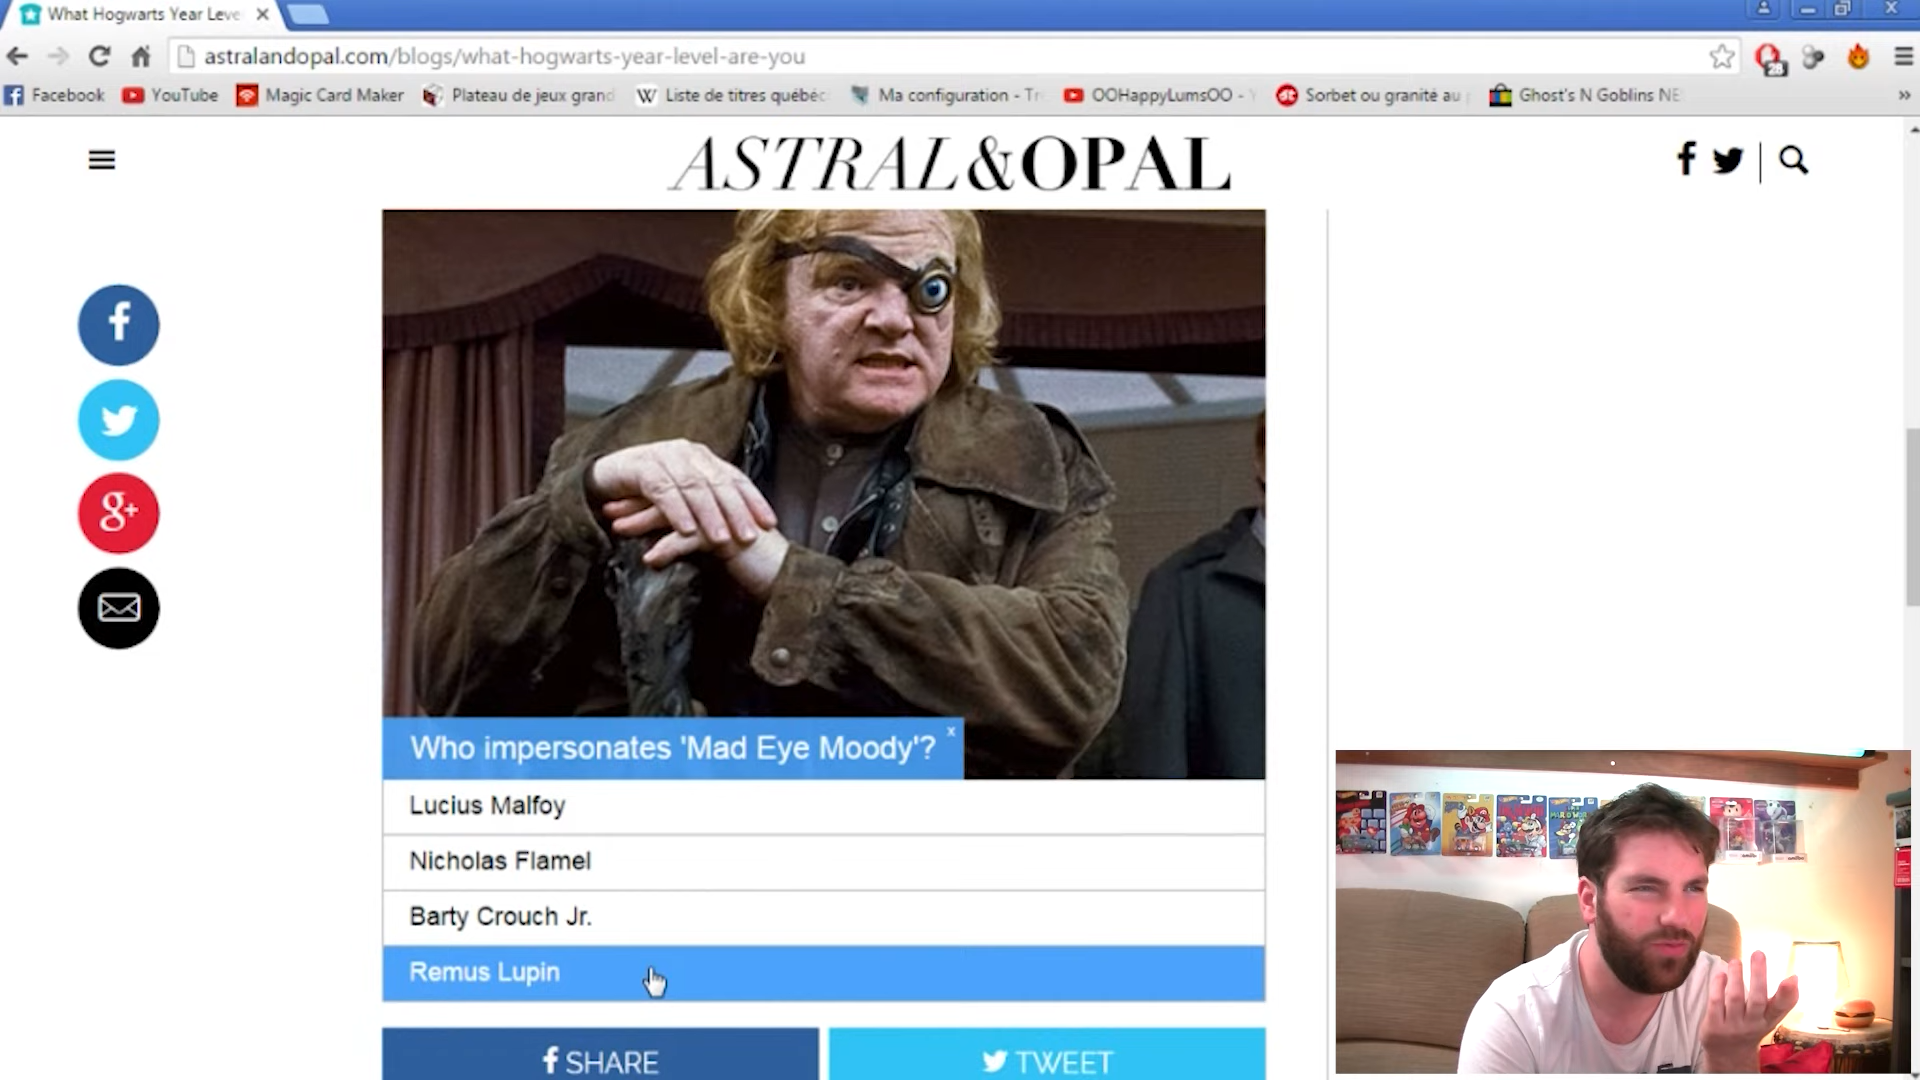 What Hogwarts Year Leve
astralandopal.com/blogs/what-hogwarts-year-level-are-you
28
Facebook
YouTube
Magic Card Maker
Plateau de jeux grand
Liste de titres québéc
Ma configuration - Tr
OOHappyLumsOO - Y
Sorbet ou granité au
Ghost's N Goblins NE
ASTRAL&OPAL
Who impersonates 'Mad Eye Moody'?
x
Lucius Malfoy
Nicholas Flamel
Barty Crouch Jr.
Remus Lupin
SHARE
TWEET